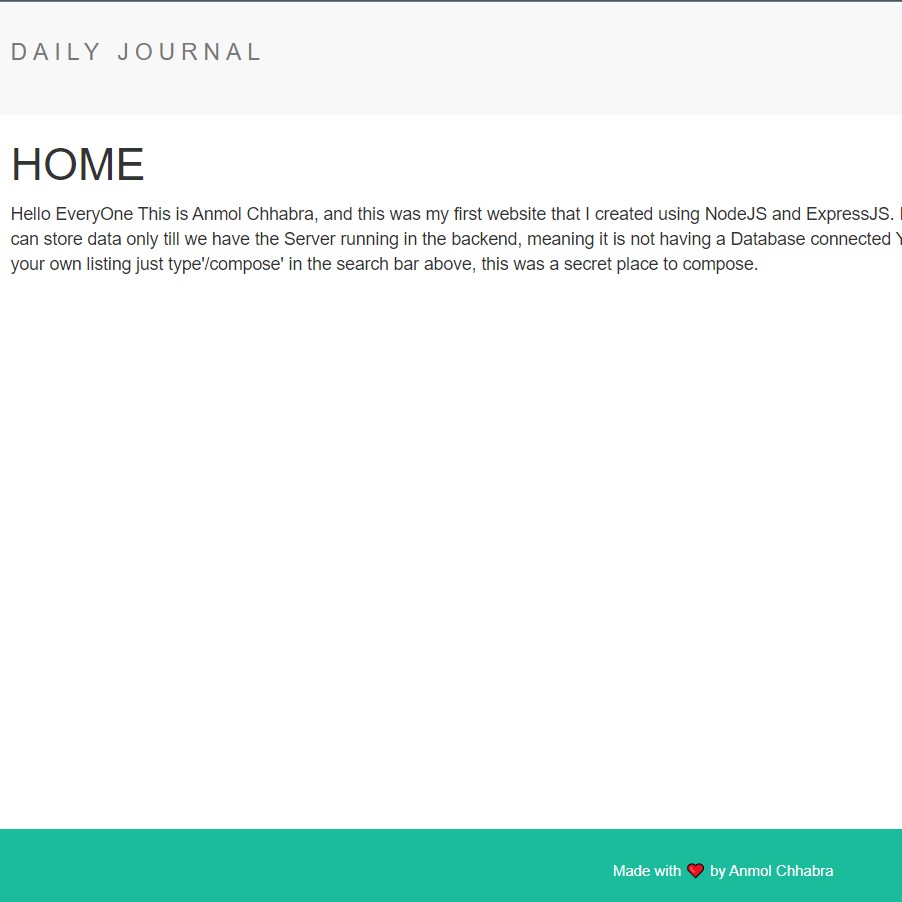 DAILY JOURNAL
HOME
Hello EveryOne This is Anmol Chhabra, and this was my first website that I created using NodeJS and ExpressJS.
can store data only till we have the Server running in the backend, meaning it is not having a Database connected
your own listing just type'/compose' in the search bar above, this was a secret place to compose.
Made with ❤️ by Anmol Chhabra